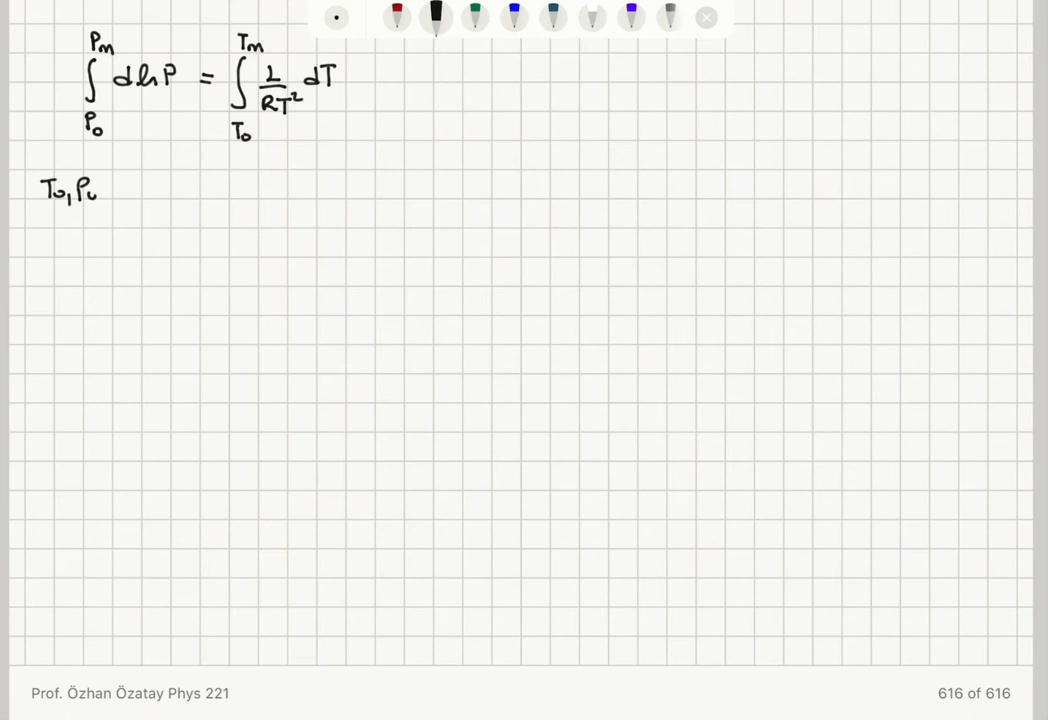 ∫_{P₀}^{Pₘ} d ln P = ∫_{T₀}^{Tₘ} L/(RT²) dT
T₀, P₀
Prof. Özhan Özatay Phys 221
616 of 616